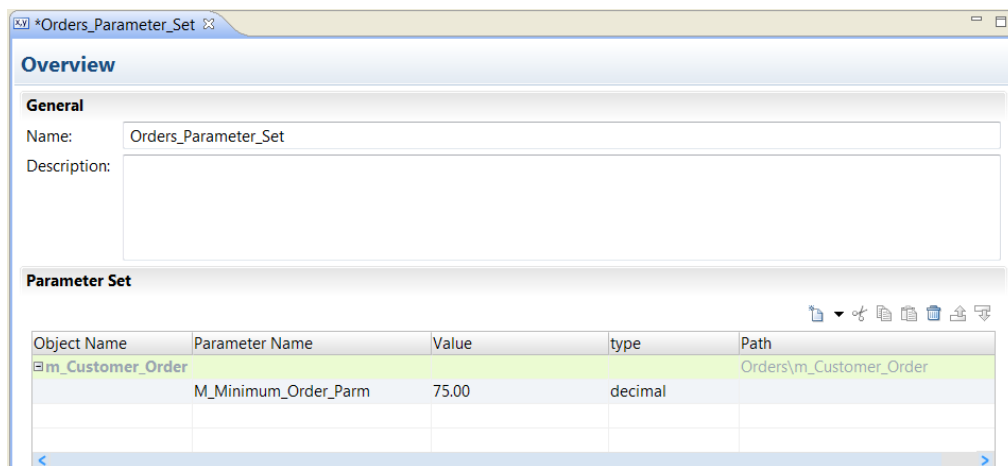 *Orders_Parameter_Set
Overview
General
Name: Orders_Parameter_Set
Description:
Parameter Set
Object Name Parameter Name Value type Path
m_Customer_Order Orders\m_Customer_Order
M_Minimum_Order_Parm 75.00 decimal